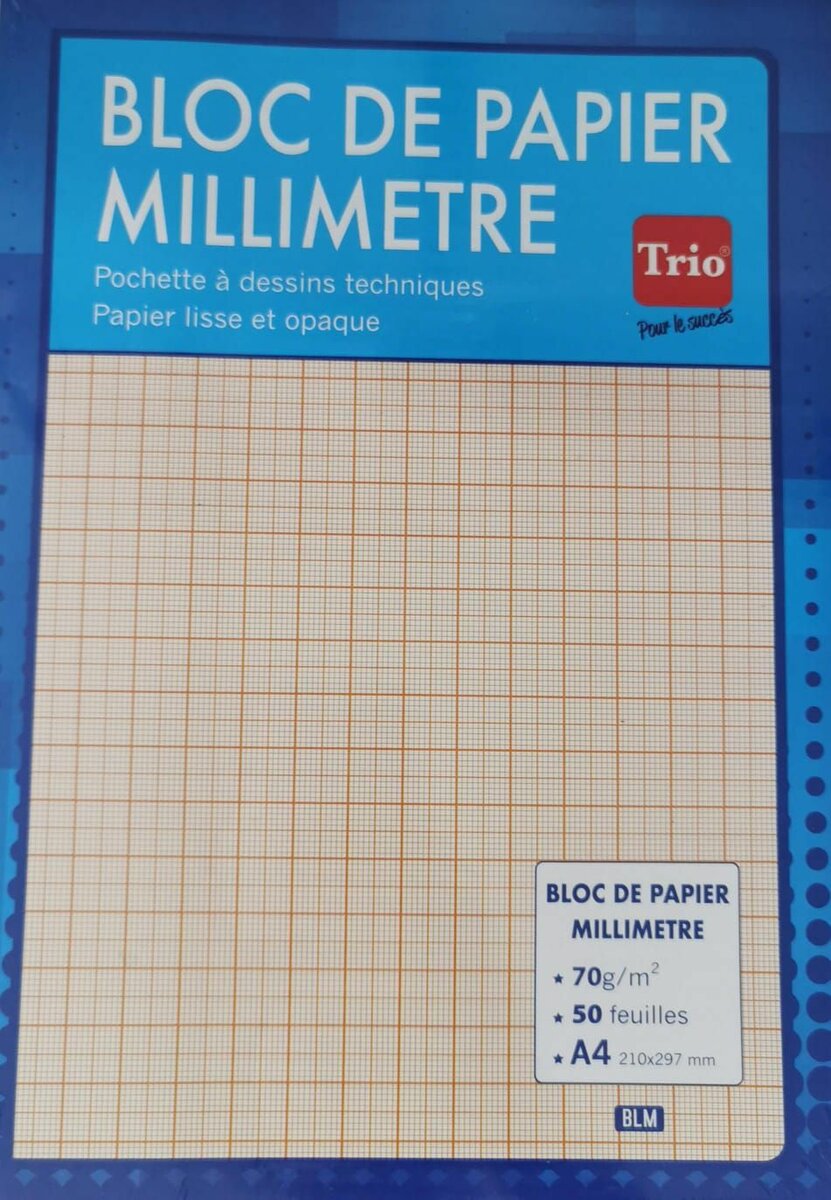 BLOC DE PAPIER
MILLIMETRE
Pochette à dessins techniques
Papier lisse et opaque
Trio®
Pour le succès
BLOC DE PAPIER
MILLIMETRE
★ 70g/m²
★ 50 feuilles
★ A4 210x297 mm
BLM